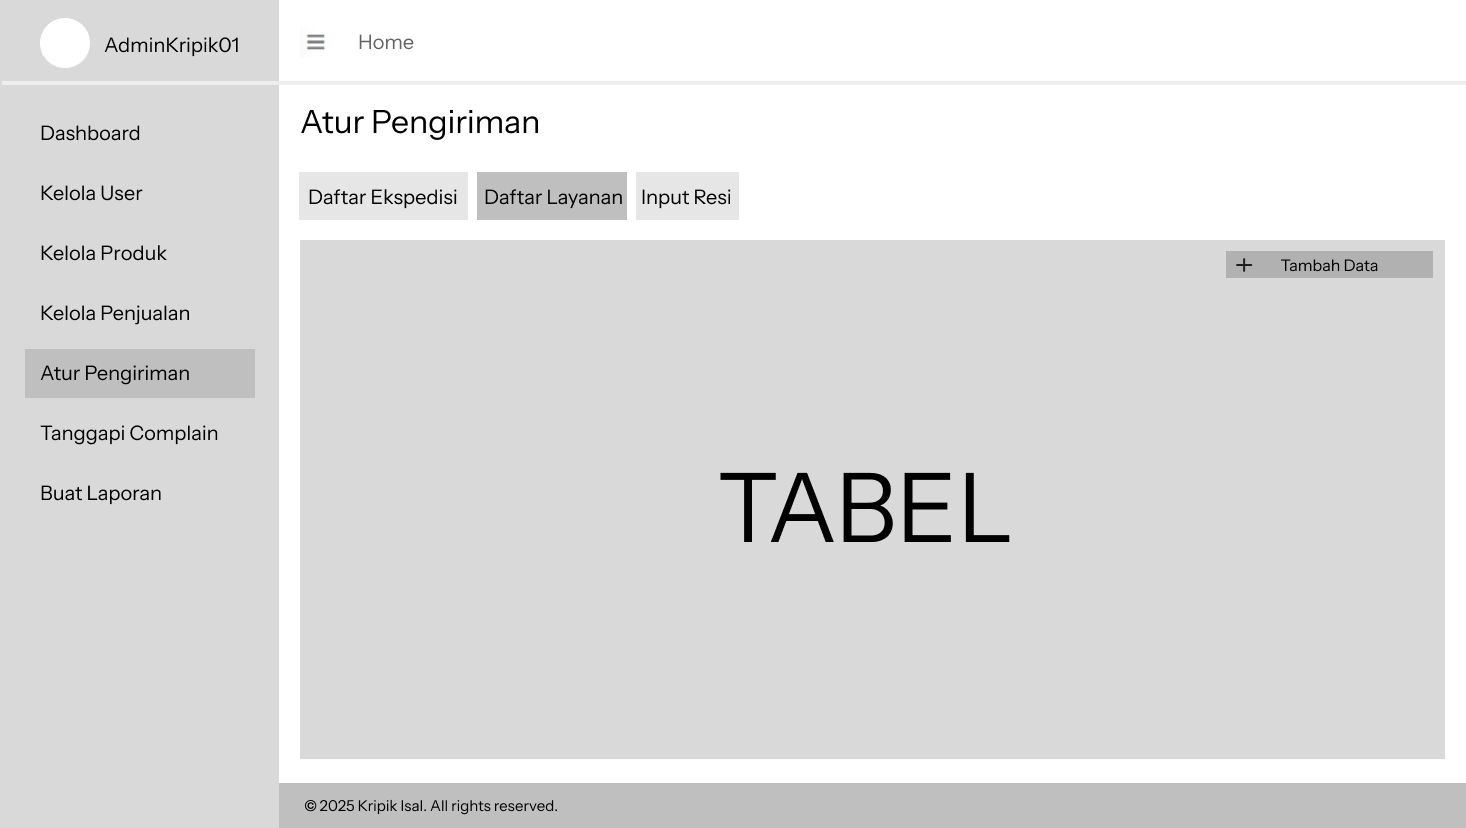 AdminKripik01
Home
Dashboard
Kelola User
Kelola Produk
Kelola Penjualan
Atur Pengiriman
Tanggapi Complain
Buat Laporan
Atur Pengiriman
Daftar Ekspedisi
Daftar Layanan
Input Resi
+ Tambah Data
TABEL
© 2025 Kripik Isal. All rights reserved.